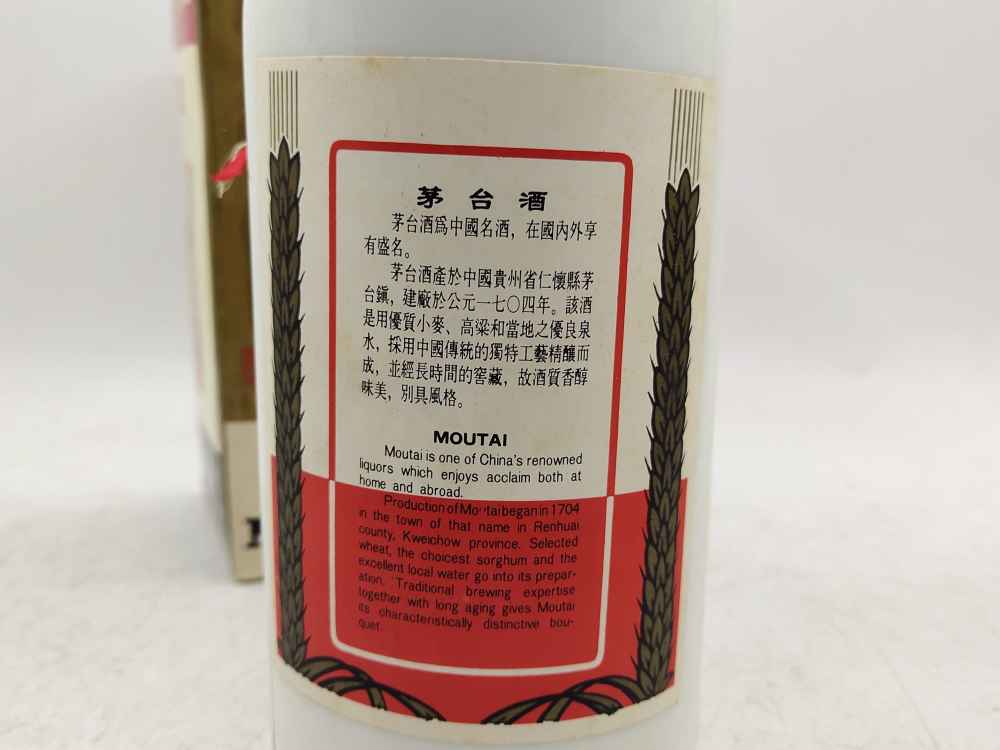 茅台酒
茅台酒爲中國名酒，在國内外享
有盛名。
茅台酒產於中國貴州省仁懷縣茅
台鎭，建廠於公元一七〇四年。該酒
是用優質小麥、高粱和當地之優良泉
水，採用中國傳統的獨特工藝精釀而
成，並經長時間的窖藏，故酒質香醇
味美，別具風格。
MOUTAI
Moutai is one of China's renowned
liquors which enjoys acclaim both at
home and abroad.
Production of Moutai began in 1704
in the town of that name in Renhuai
county, Kweichow province. Selected
wheat, the choicest sorghum and the
excellent local water go into its prepar-
ation. Traditional brewing expertise
together with long aging gives Moutai
its characteristically distinctive bou-
quet.